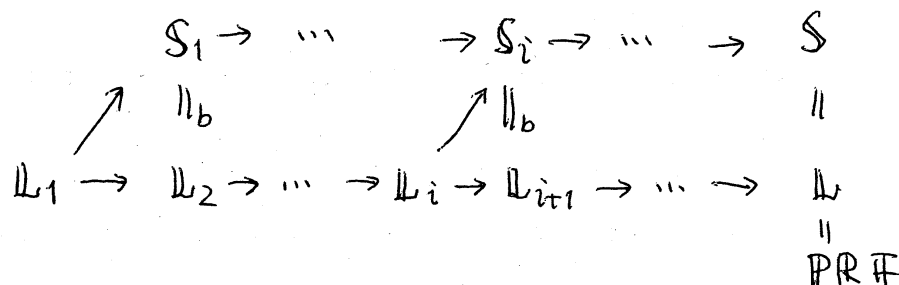 𝕊₁ → ⋯ → 𝕊ᵢ → ⋯ → 𝕊
↗ ∥_b ↗ ∥_b ∥
𝕃₁ → 𝕃₂ → ⋯ → 𝕃ᵢ → 𝕃ᵢ₊₁ → ⋯ → 𝕃
∥
ℙℝ𝔽